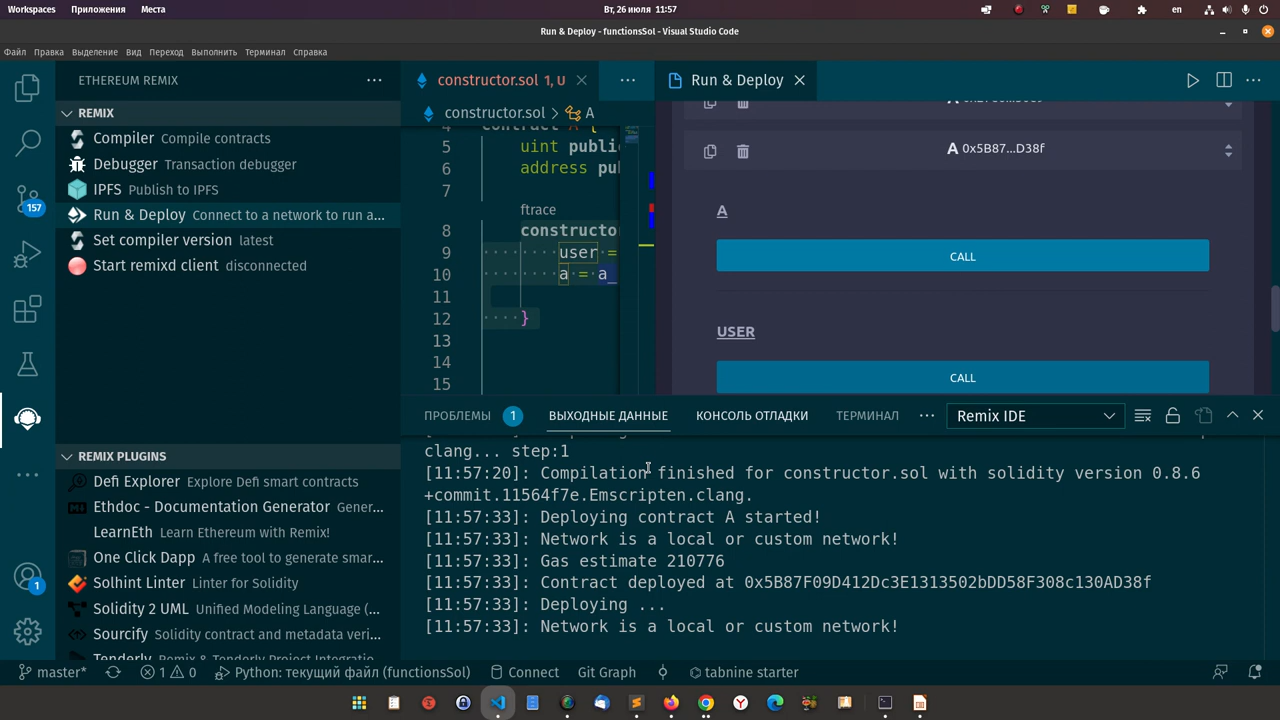 Workspaces Приложения Места Вт, 26 июля 11:57 en
Run & Deploy - functionsSol - Visual Studio Code
Файл Правка Выделение Вид Переход Выполнить Терминал Справка
ETHEREUM REMIX ···
REMIX
Compiler Compile contracts
Debugger Transaction debugger
IPFS Publish to IPFS
Run & Deploy Connect to a network to run a...
Set compiler version latest
Start remixd client disconnected
157
1
REMIX PLUGINS
Defi Explorer Explore Defi smart contracts
Ethdoc - Documentation Generator Gener...
LearnEth Learn Ethereum with Remix!
One Click Dapp A free tool to generate smar...
Solhint Linter Linter for Solidity
Solidity 2 UML Unified Modeling Language (...
Sourcify Solidity contract and metadata veri...
Tenderly
constructor.sol 1, U
constructor.sol > A
4 contract A {
5 uint public
6 address pu
7
ftrace
8 constructo
9 user =
10 a = a_
11
12 }
13
14
15
Run & Deploy
A 0x5B87...D38f
A
CALL
USER
CALL
ПРОБЛЕМЫ 1 ВЫХОДНЫЕ ДАННЫЕ КОНСОЛЬ ОТЛАДКИ ТЕРМИНАЛ ··· Remix IDE
clang... step:1
[11:57:20]: Compilation finished for constructor.sol with solidity version 0.8.6
+commit.11564f7e.Emscripten.clang.
[11:57:33]: Deploying contract A started!
[11:57:33]: Network is a local or custom network!
[11:57:33]: Gas estimate 210776
[11:57:33]: Contract deployed at 0x5B87F09D412Dc3E1313502bDD58F308c130AD38f
[11:57:33]: Deploying ...
[11:57:33]: Network is a local or custom network!
master* 1 0 Python: текущий файл (functionsSol) Connect Git Graph tabnine starter